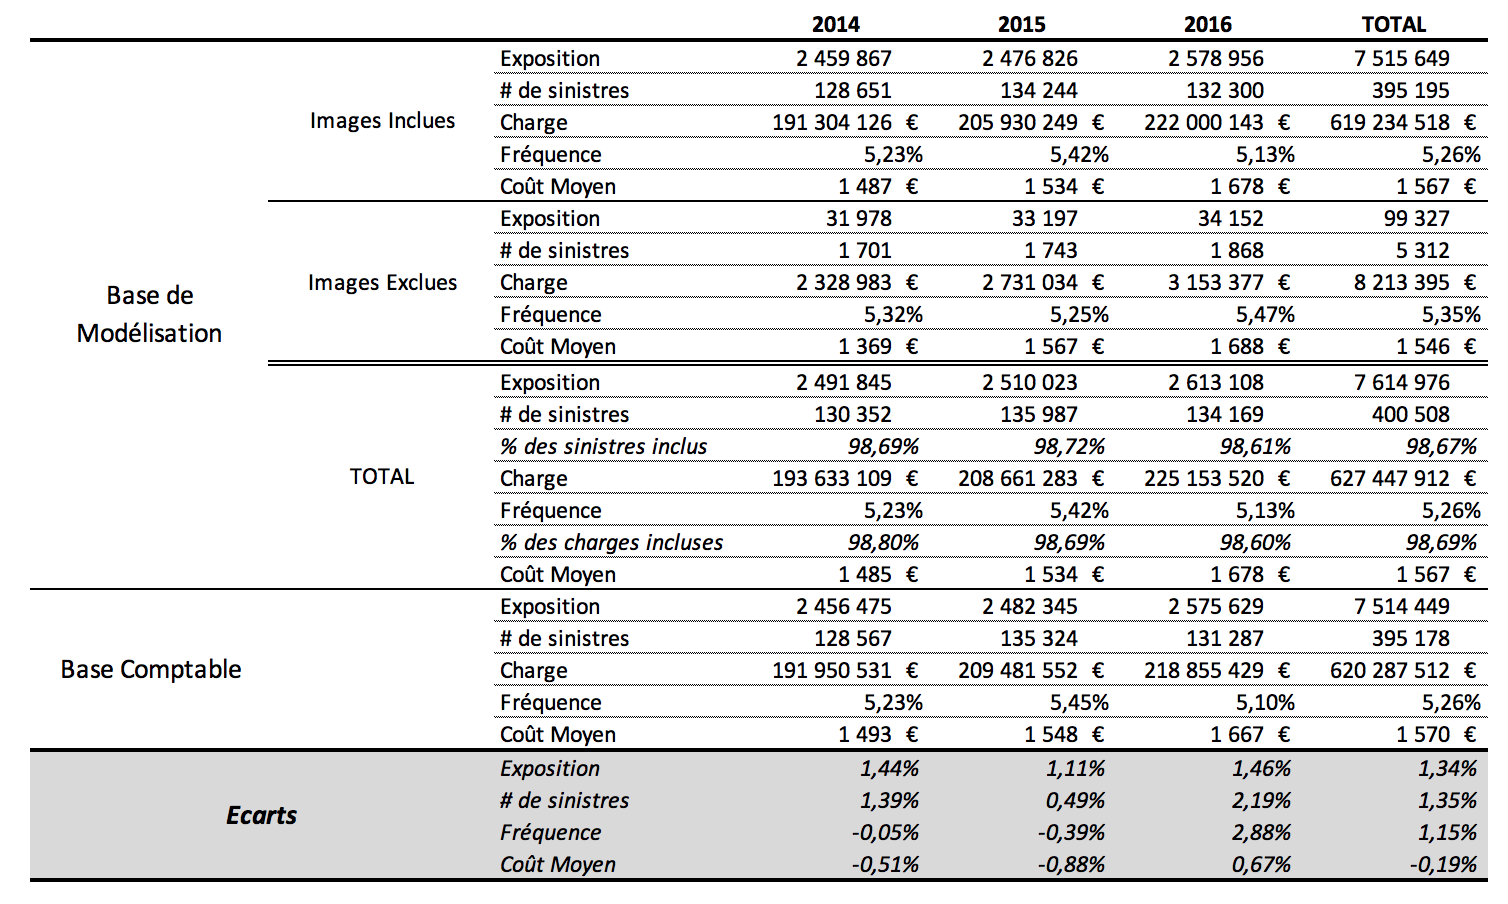 2014 2015 2016 TOTAL
Exposition 2 459 867 2 476 826 2 578 956 7 515 649
# de sinistres 128 651 134 244 132 300 395 195
Images Inclues Charge 191 304 126 € 205 930 249 € 222 000 143 € 619 234 518 €
Fréquence 5,23% 5,42% 5,13% 5,26%
Coût Moyen 1 487 € 1 534 € 1 678 € 1 567 €
Exposition 31 978 33 197 34 152 99 327
# de sinistres 1 701 1 743 1 868 5 312
Images Exclues Charge 2 328 983 € 2 731 034 € 3 153 377 € 8 213 395 €
Base de
Modélisation
Fréquence 5,32% 5,25% 5,47% 5,35%
Coût Moyen 1 369 € 1 567 € 1 688 € 1 546 €
Exposition 2 491 845 2 510 023 2 613 108 7 614 976
# de sinistres 130 352 135 987 134 169 400 508
% des sinistres inclus 98,69% 98,72% 98,61% 98,67%
TOTAL Charge 193 633 109 € 208 661 283 € 225 153 520 € 627 447 912 €
Fréquence 5,23% 5,42% 5,13% 5,26%
% des charges incluses 98,80% 98,69% 98,60% 98,69%
Coût Moyen 1 485 € 1 534 € 1 678 € 1 567 €
Exposition 2 456 475 2 482 345 2 575 629 7 514 449
# de sinistres 128 567 135 324 131 287 395 178
Base Comptable Charge 191 950 531 € 209 481 552 € 218 855 429 € 620 287 512 €
Fréquence 5,23% 5,45% 5,10% 5,26%
Coût Moyen 1 493 € 1 548 € 1 667 € 1 570 €
Exposition 1,44% 1,11% 1,46% 1,34%
Ecarts # de sinistres 1,39% 0,49% 2,19% 1,35%
Fréquence -0,05% -0,39% 2,88% 1,15%
Coût Moyen -0,51% -0,88% 0,67% -0,19%